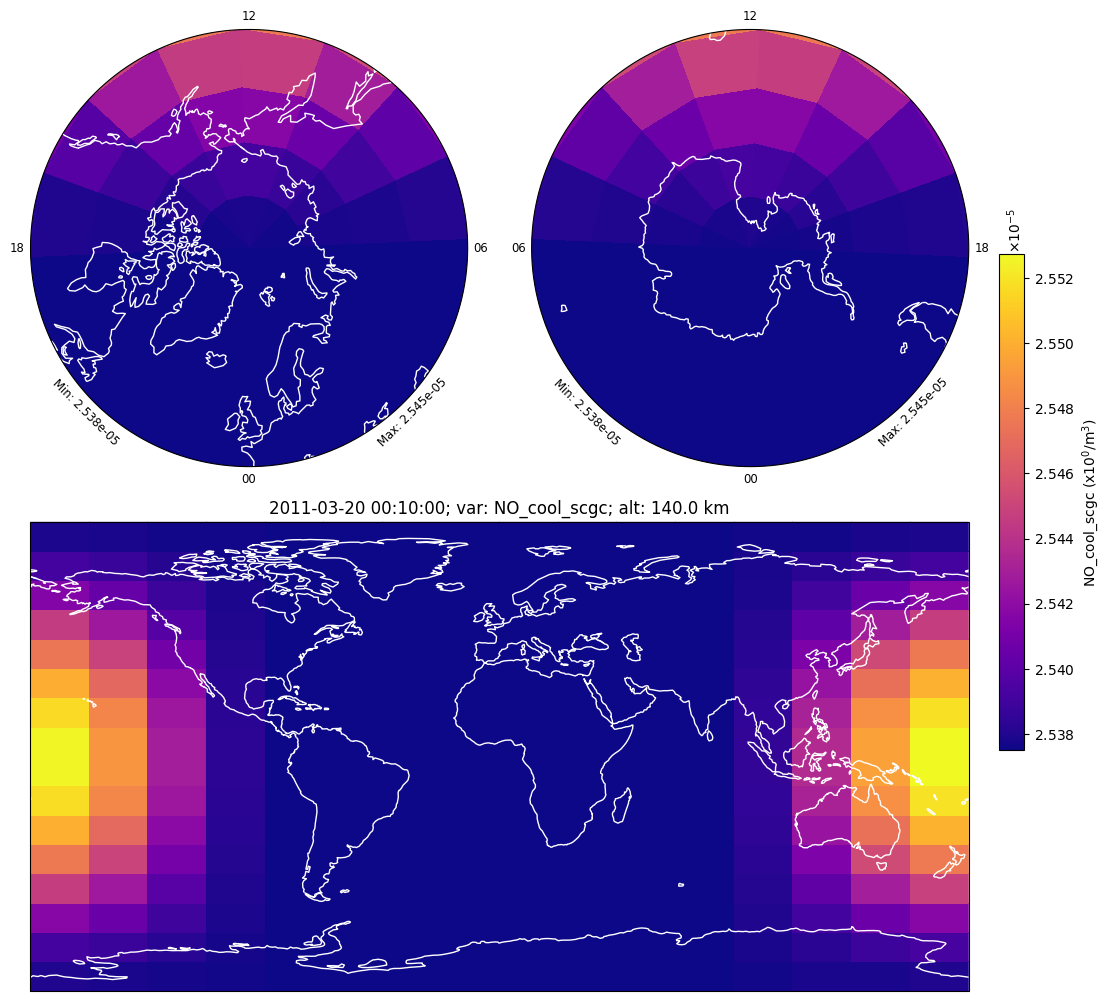 12
12
18
06
06
18
Min: 2.538e-05
Max: 2.545e-05
Min: 2.538e-05
Max: 2.545e-05
00
00
2011-03-20 00:10:00; var: NO_cool_scgc; alt: 140.0 km
×10⁻⁵
2.552
2.550
2.548
2.546
2.544
2.542
2.540
2.538
NO_cool_scgc (x10⁰/m³)